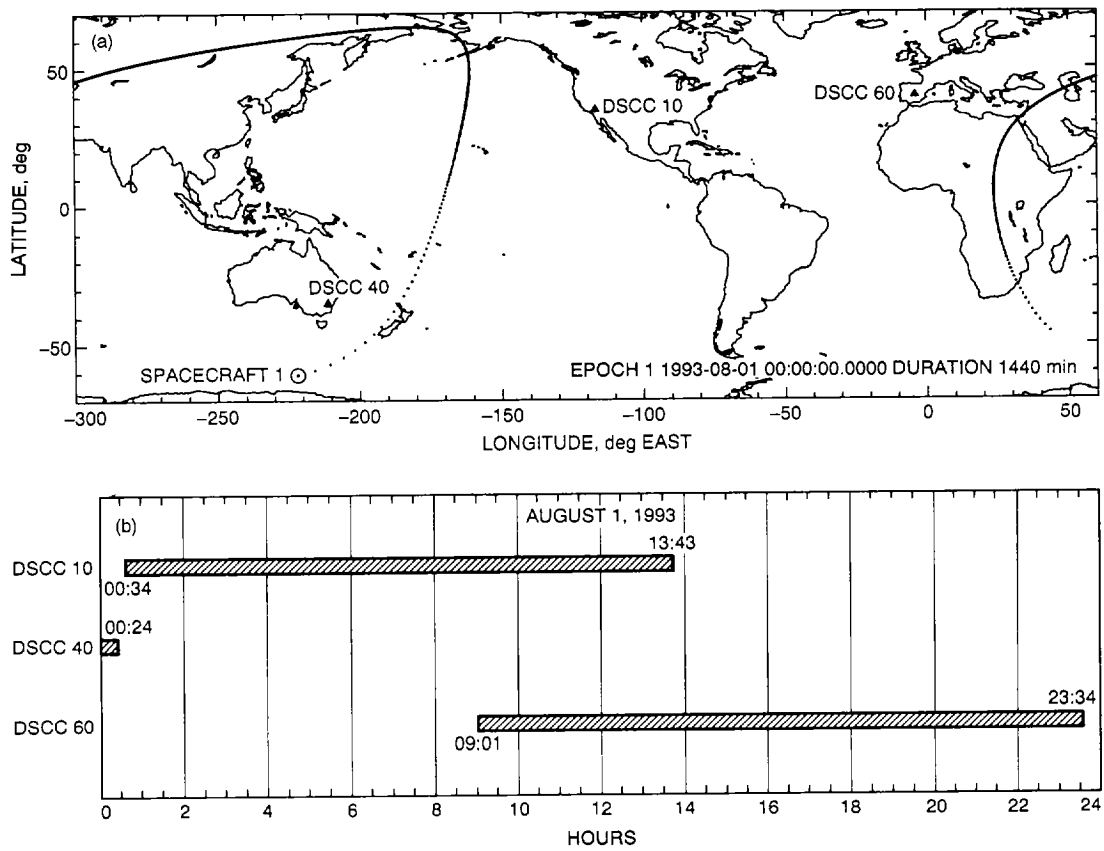 (a)
50
0
−50
LATITUDE, deg
DSCC 10
DSCC 60
DSCC 40
SPACECRAFT 1
EPOCH 1 1993-08-01 00:00:00.0000 DURATION 1440 min
−300 −250 −200 −150 −100 −50 0 50
LONGITUDE, deg EAST
(b)
AUGUST 1, 1993
13:43
DSCC 10
00:34
00:24
DSCC 40
23:34
DSCC 60
09:01
0 2 4 6 8 10 12 14 16 18 20 22 24
HOURS